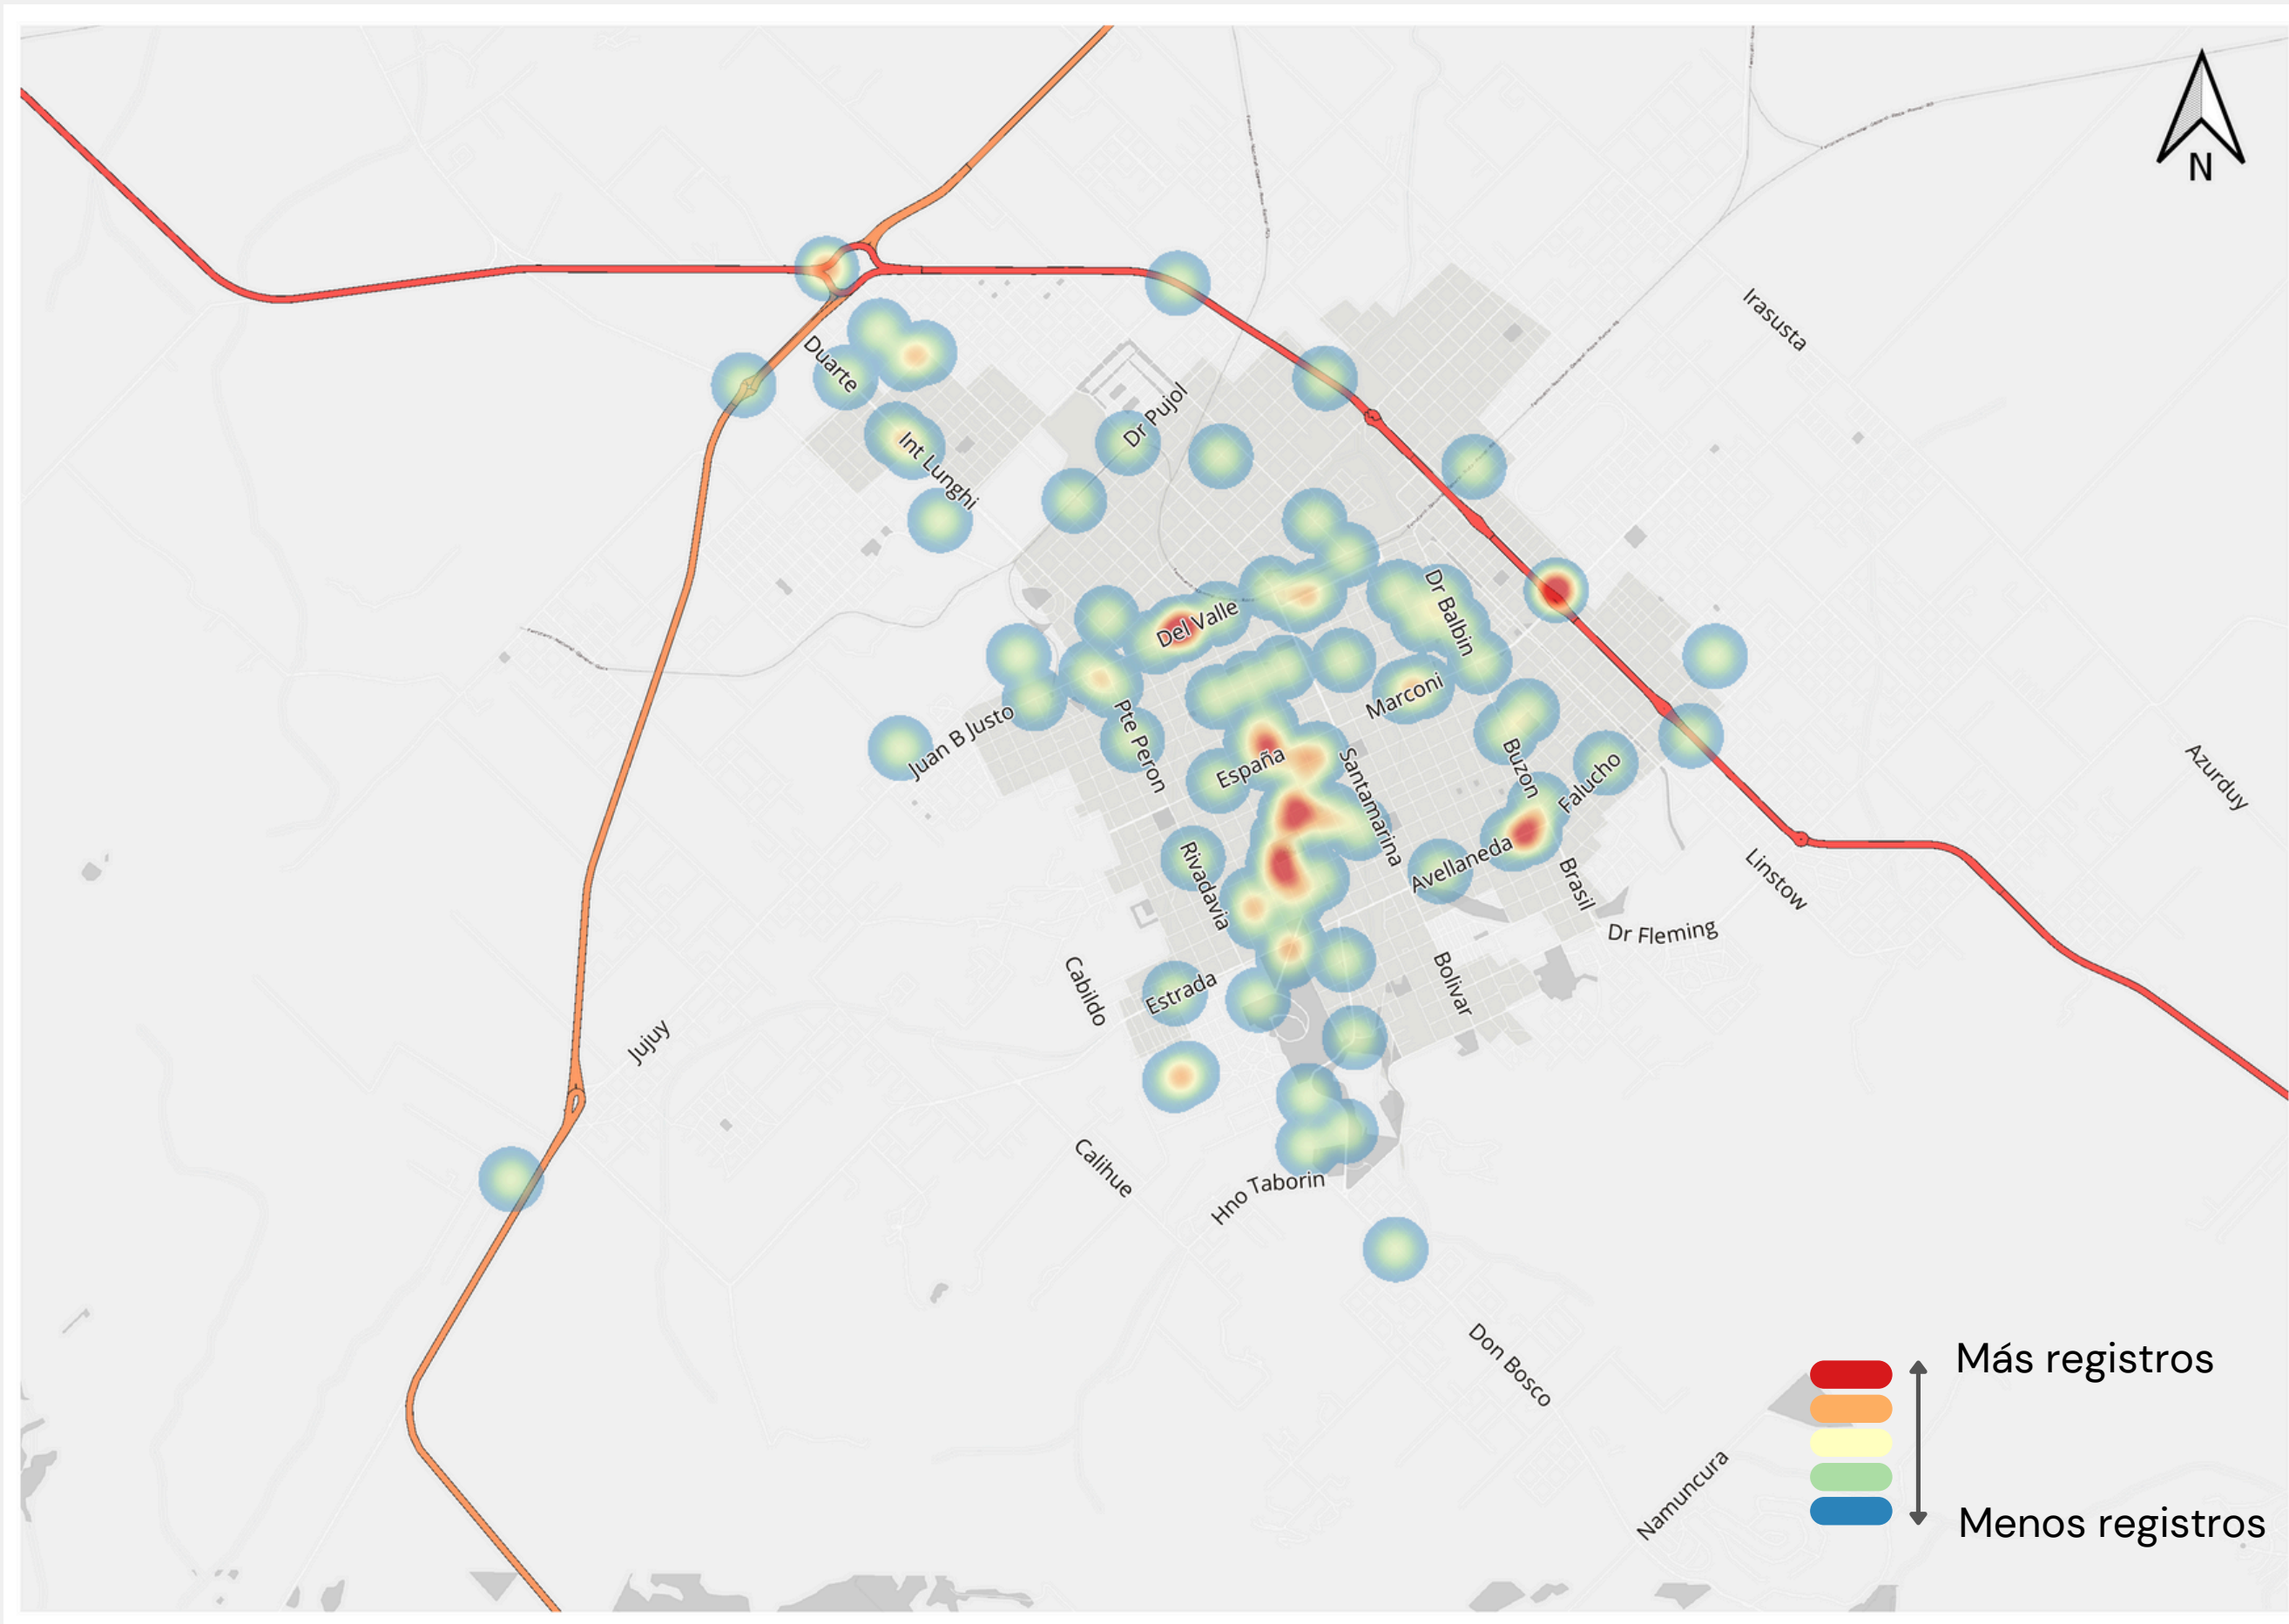 N
Irasusta
Duarte
Dr Pujol
Int Lunghi
Dr Balbin
Del Valle
Marconi
Juan B Justo
Pte Peron
Santamarina
España
Buzon
Falucho
Azurduy
Rivadavia
Avellaneda
Brasil
Linstow
Dr Fleming
Cabildo
Estrada
Bolivar
Jujuy
Calihue
Hno Taborin
Don Bosco
Namuncura
Más registros
Menos registros